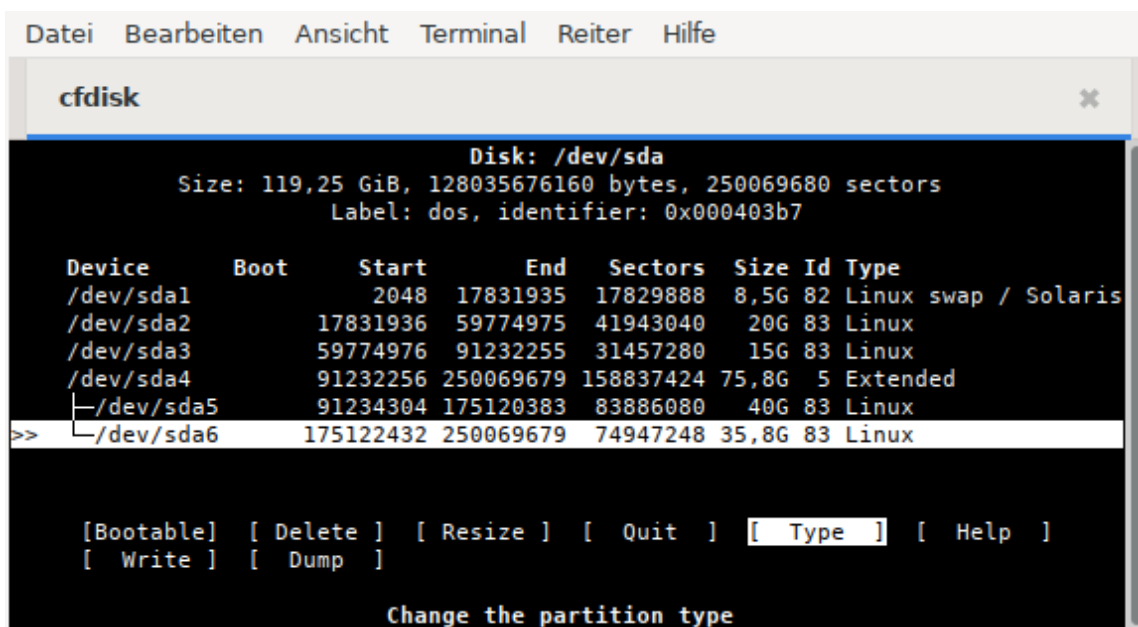 Datei Bearbeiten Ansicht Terminal Reiter Hilfe
cfdisk
Disk: /dev/sda
Size: 119,25 GiB, 128035676160 bytes, 250069680 sectors
Label: dos, identifier: 0x000403b7
Device Boot Start End Sectors Size Id Type
/dev/sda1 2048 17831935 17829888 8,5G 82 Linux swap / Solaris
/dev/sda2 17831936 59774975 41943040 20G 83 Linux
/dev/sda3 59774976 91232255 31457280 15G 83 Linux
/dev/sda4 91232256 250069679 158837424 75,8G 5 Extended
├─/dev/sda5 91234304 175120383 83886080 40G 83 Linux
>> └─/dev/sda6 175122432 250069679 74947248 35,8G 83 Linux
[Bootable] [ Delete ] [ Resize ] [ Quit ] [ Type ] [ Help ]
[ Write ] [ Dump ]
Change the partition type